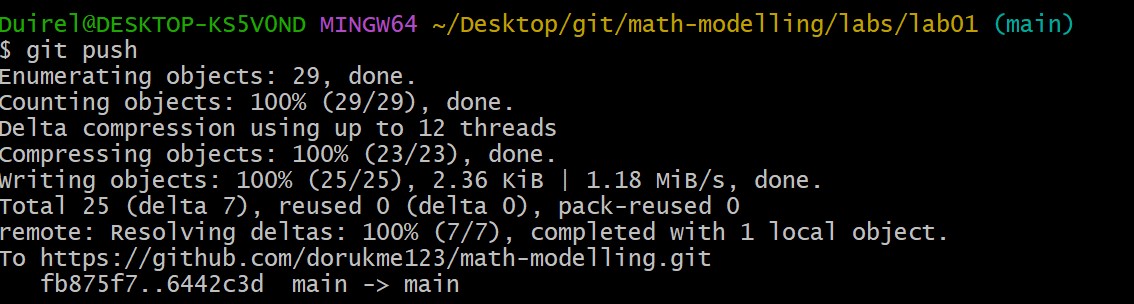 Duirel@DESKTOP-KS5V0ND MINGW64 ~/Desktop/git/math-modelling/labs/lab01 (main)
$ git push
Enumerating objects: 29, done.
Counting objects: 100% (29/29), done.
Delta compression using up to 12 threads
Compressing objects: 100% (23/23), done.
Writing objects: 100% (25/25), 2.36 KiB | 1.18 MiB/s, done.
Total 25 (delta 7), reused 0 (delta 0), pack-reused 0
remote: Resolving deltas: 100% (7/7), completed with 1 local object.
To https://github.com/dorukme123/math-modelling.git
   fb875f7..6442c3d  main -> main